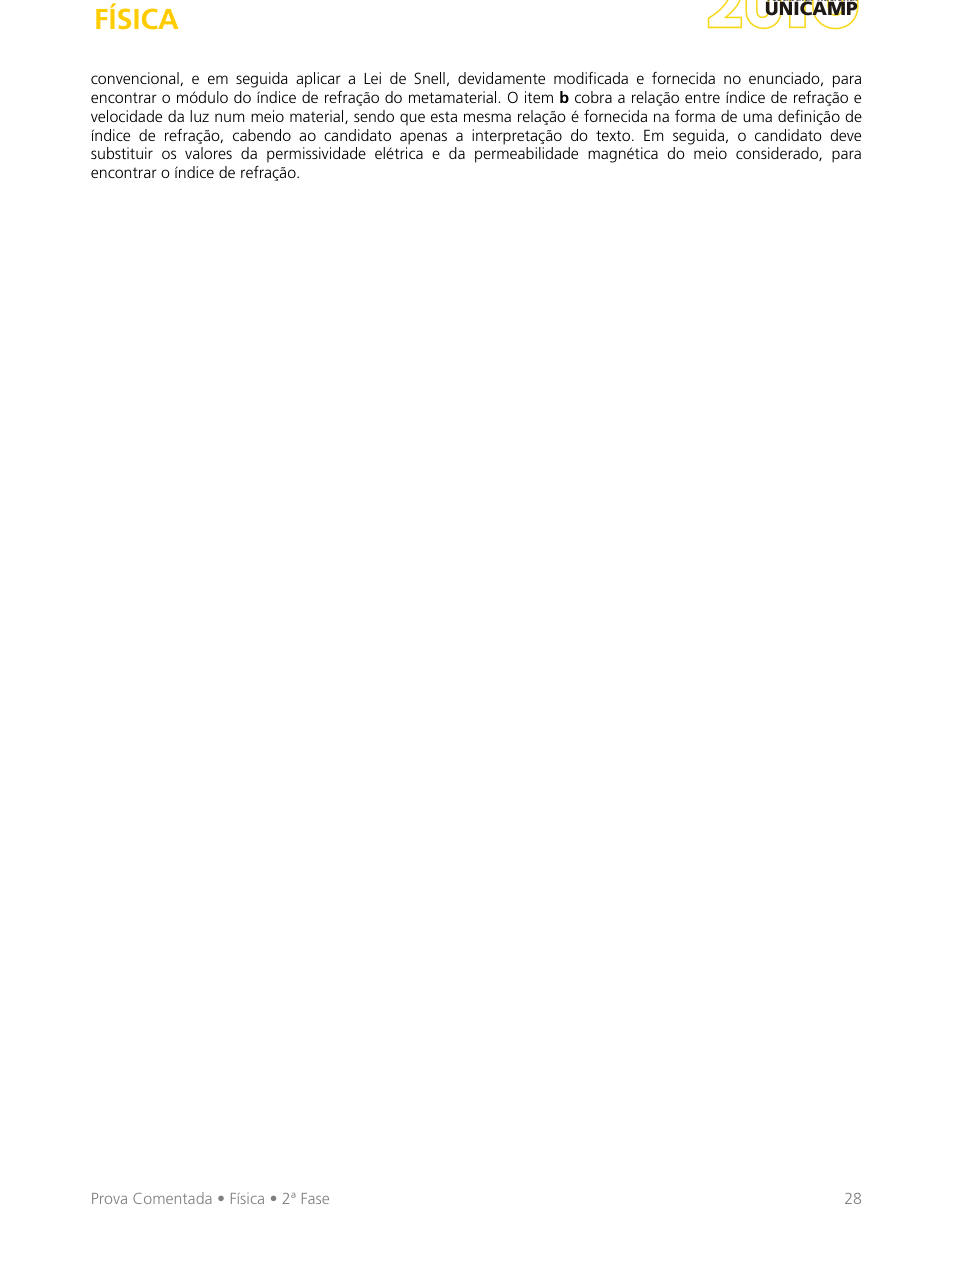 FÍSICA
UNICAMP
convencional, e em seguida aplicar a Lei de Snell, devidamente modificada e fornecida no enunciado, para
encontrar o módulo do índice de refração do metamaterial. O item b cobra a relação entre índice de refração e
velocidade da luz num meio material, sendo que esta mesma relação é fornecida na forma de uma definição de
índice de refração, cabendo ao candidato apenas a interpretação do texto. Em seguida, o candidato deve
substituir os valores da permissividade elétrica e da permeabilidade magnética do meio considerado, para
encontrar o índice de refração.
Prova Comentada • Física • 2ª Fase
28